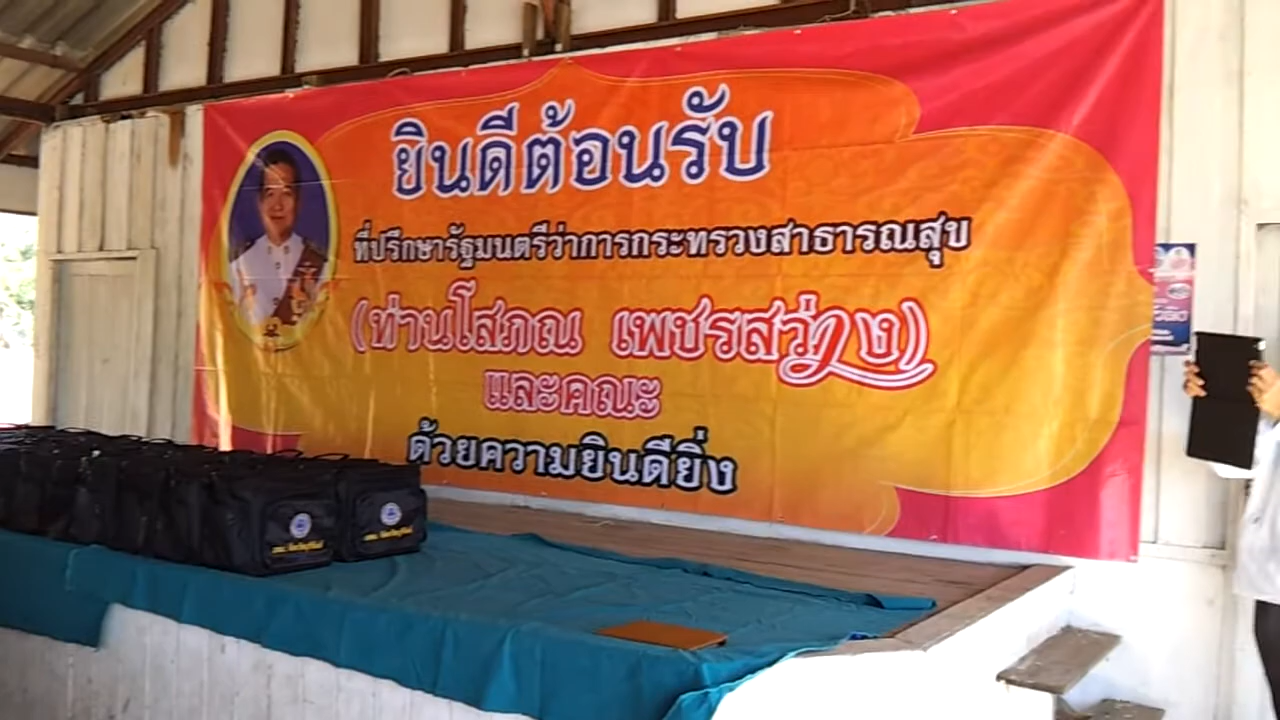 ยินดีต้อนรับ
ที่ปรึกษารัฐมนตรีว่าการกระทรวงสาธารณสุข
(ท่านโสภณ เพชรสว่าง)
และคณะ
ด้วยความยินดียิ่ง